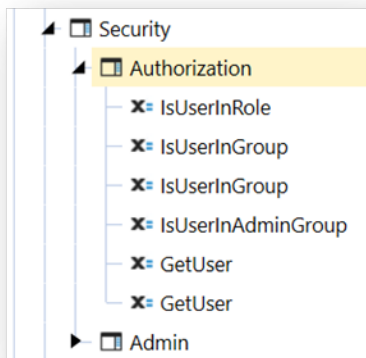 Security
Authorization
X= IsUserInRole
X= IsUserInGroup
X= IsUserInGroup
X= IsUserInAdminGroup
X= GetUser
X= GetUser
Admin